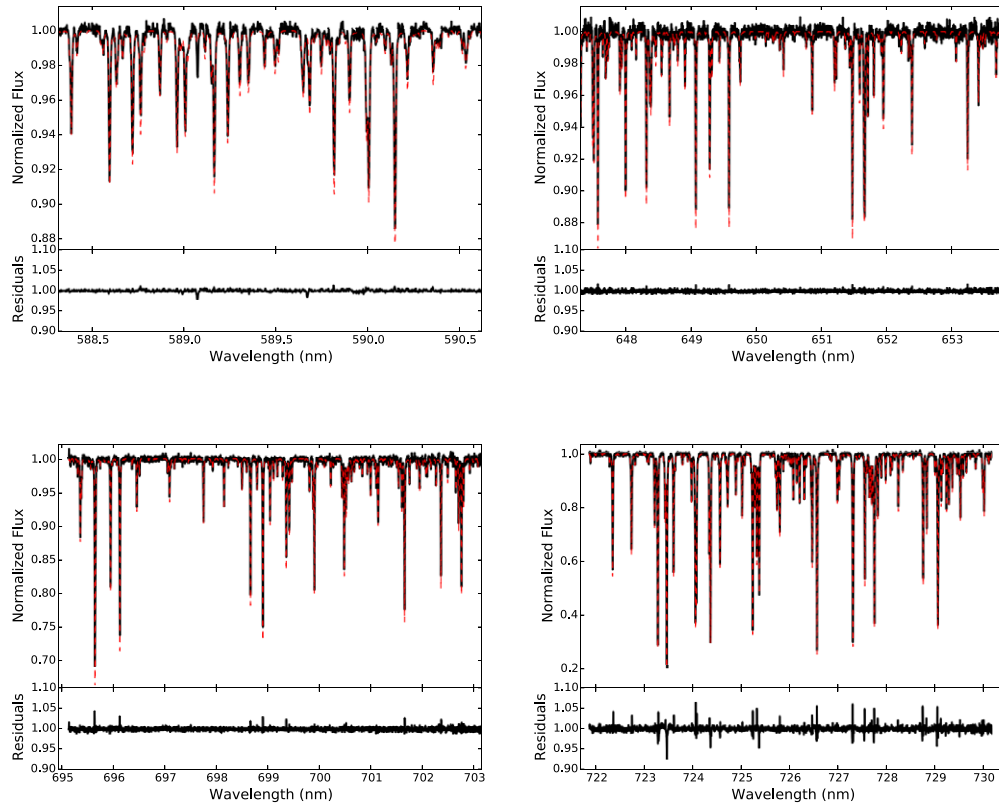 1.00
0.98
0.96
0.94
0.92
0.90
0.88
Normalized Flux
1.10
1.05
1.00
0.95
0.90
Residuals
588.5 589.0 589.5 590.0 590.5
Wavelength (nm)
1.00
0.98
0.96
0.94
0.92
0.90
0.88
Normalized Flux
1.10
1.05
1.00
0.95
0.90
Residuals
648 649 650 651 652 653
Wavelength (nm)
1.00
0.95
0.90
0.85
0.80
0.75
0.70
Normalized Flux
1.10
1.05
1.00
0.95
0.90
Residuals
695 696 697 698 699 700 701 702 703
Wavelength (nm)
1.0
0.8
0.6
0.4
0.2
Normalized Flux
1.10
1.05
1.00
0.95
0.90
Residuals
722 723 724 725 726 727 728 729 730
Wavelength (nm)